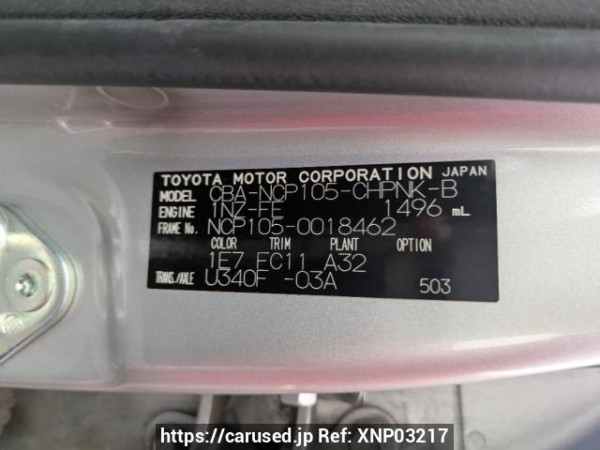 TOYOTA MOTOR CORPORATION JAPAN
MODEL CBA-NCP105-CHPNK-B
ENGINE 1NZ-FE 1496 mL
FRAME No. NCP105-0018462
COLOR TRIM PLANT OPTION
1E7 FC11 A32
TRANS./AXLE U340F -03A 503
https://carused.jp Ref: XNP03217